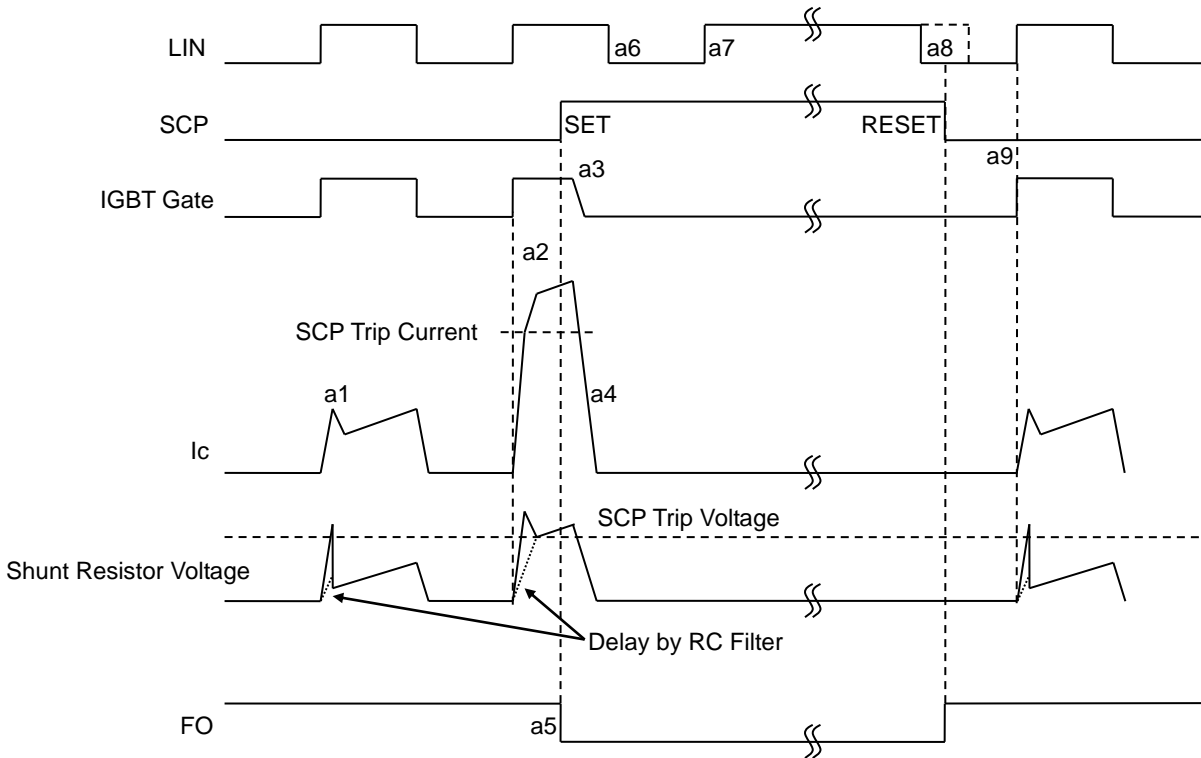 LIN
a6
a7
a8
SCP
SET
RESET
a9
a3
IGBT Gate
a2
SCP Trip Current
a1
a4
Ic
SCP Trip Voltage
Shunt Resistor Voltage
Delay by RC Filter
FO
a5